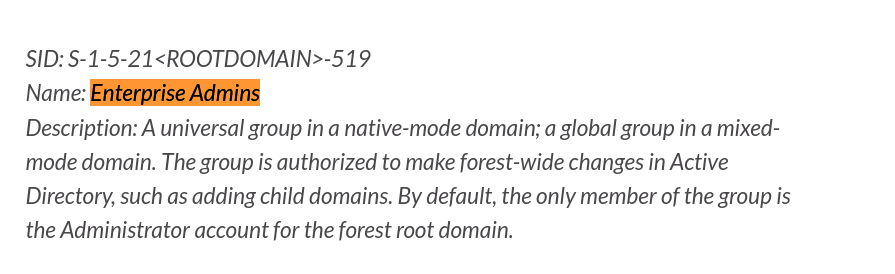 SID: S-1-5-21<ROOTDOMAIN>-519
Name: Enterprise Admins
Description: A universal group in a native-mode domain; a global group in a mixed-
mode domain. The group is authorized to make forest-wide changes in Active
Directory, such as adding child domains. By default, the only member of the group is
the Administrator account for the forest root domain.